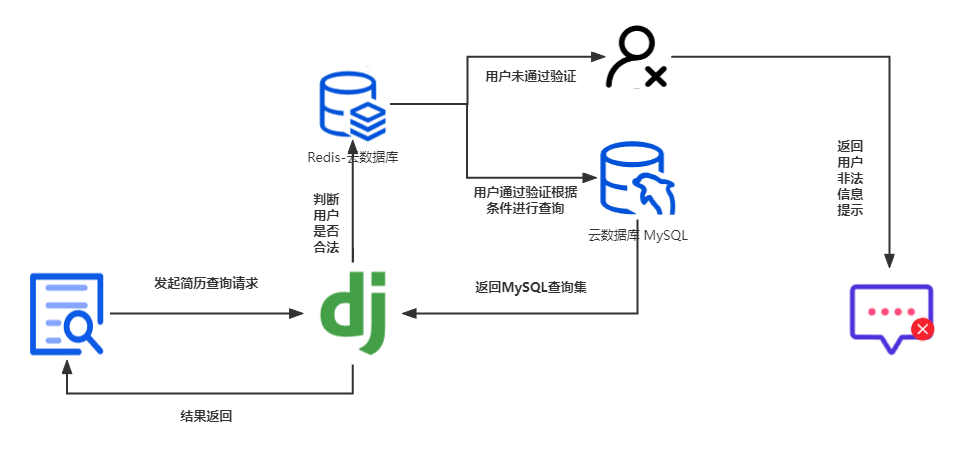 用户未通过验证
Redis-云数据库
返回
用户
非法
信息
提示
判断
用户
是否
合法
用户通过验证根据
条件进行查询
云数据库 MySQL
发起简历查询请求
返回MySQL查询集
dj
结果返回